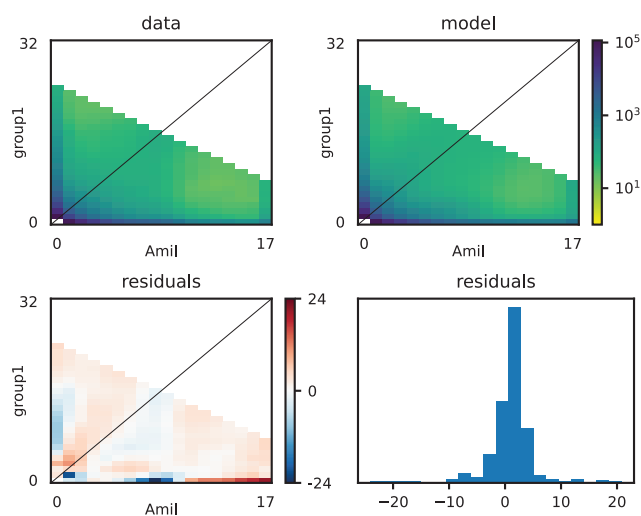 data
model
32
group1
0
0
Amil
17
32
group1
0
0
Amil
17
10^5
10^3
10^1
residuals
residuals
32
group1
0
0
Amil
17
24
0
-24
−20
−10
0
10
20